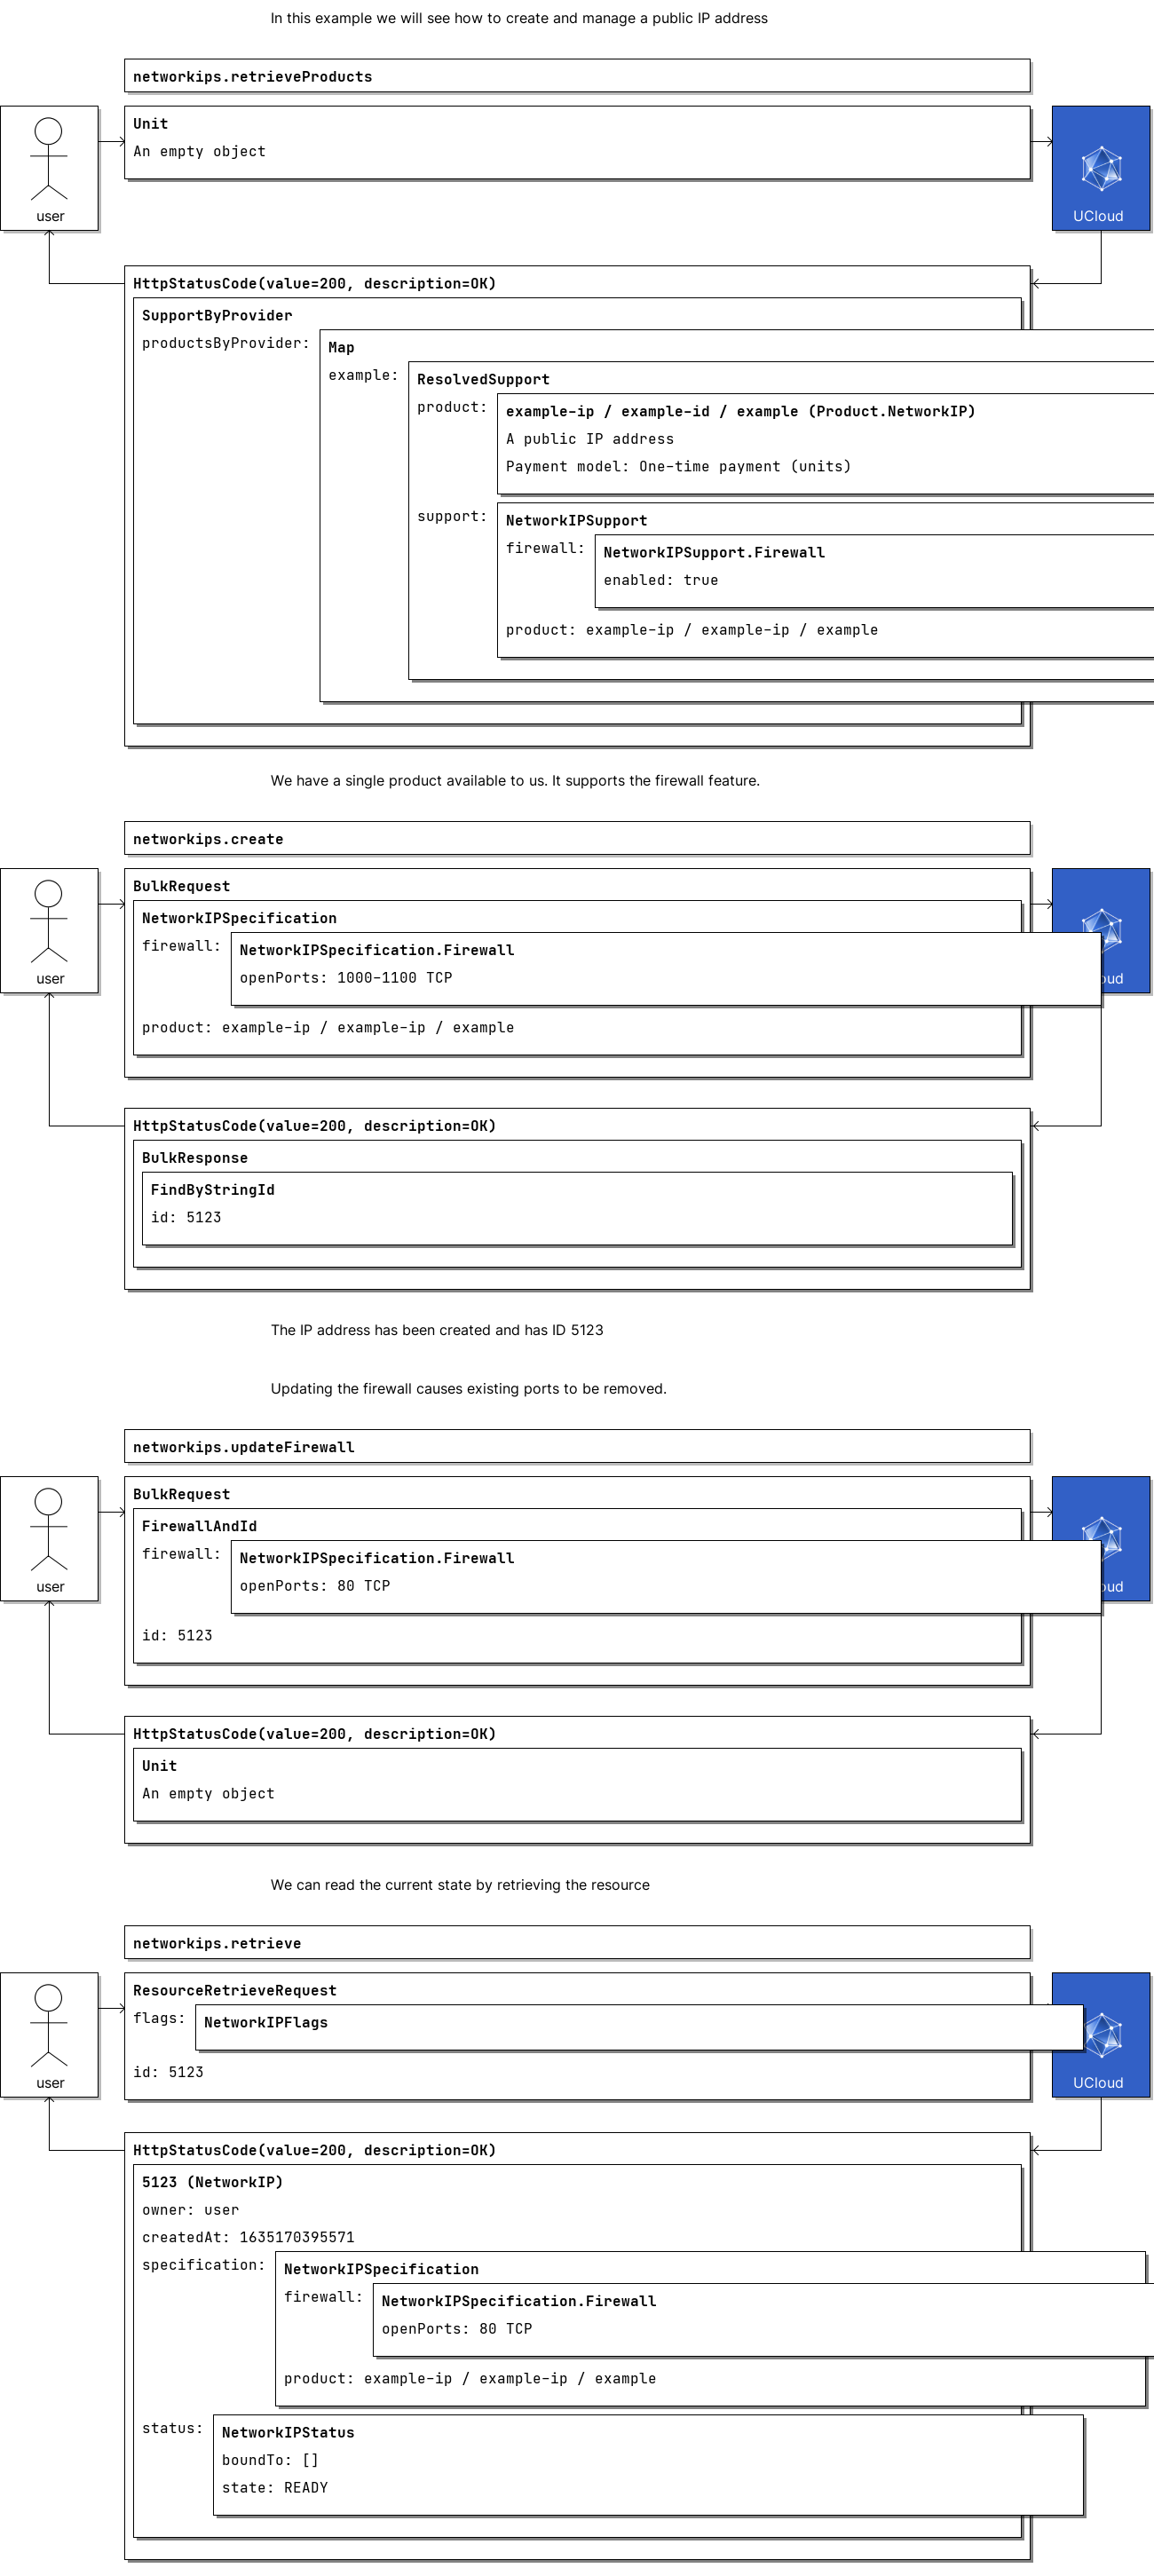 In this example we will see how to create and manage a public IP address
networkips.retrieveProducts
Unit
An empty object
user
UCloud
HttpStatusCode(value=200, description=OK)
SupportByProvider
productsByProvider:
Map
example:
ResolvedSupport
product:
example-ip / example-id / example (Product.NetworkIP)
A public IP address
Payment model: One-time payment (units)
support:
NetworkIPSupport
firewall:
NetworkIPSupport.Firewall
enabled: true
product: example-ip / example-ip / example
We have a single product available to us. It supports the firewall feature.
networkips.create
BulkRequest
NetworkIPSpecification
firewall:
NetworkIPSpecification.Firewall
openPorts: 1000-1100 TCP
user
oud
product: example-ip / example-ip / example
HttpStatusCode(value=200, description=OK)
BulkResponse
FindByStringId
id: 5123
The IP address has been created and has ID 5123
Updating the firewall causes existing ports to be removed.
networkips.updateFirewall
BulkRequest
FirewallAndId
firewall:
NetworkIPSpecification.Firewall
openPorts: 80 TCP
user
oud
id: 5123
HttpStatusCode(value=200, description=OK)
Unit
An empty object
We can read the current state by retrieving the resource
networkips.retrieve
ResourceRetrieveRequest
flags:
NetworkIPFlags
id: 5123
user
UCloud
HttpStatusCode(value=200, description=OK)
5123 (NetworkIP)
owner: user
createdAt: 1635170395571
specification:
NetworkIPSpecification
firewall:
NetworkIPSpecification.Firewall
openPorts: 80 TCP
product: example-ip / example-ip / example
status:
NetworkIPStatus
boundTo: []
state: READY